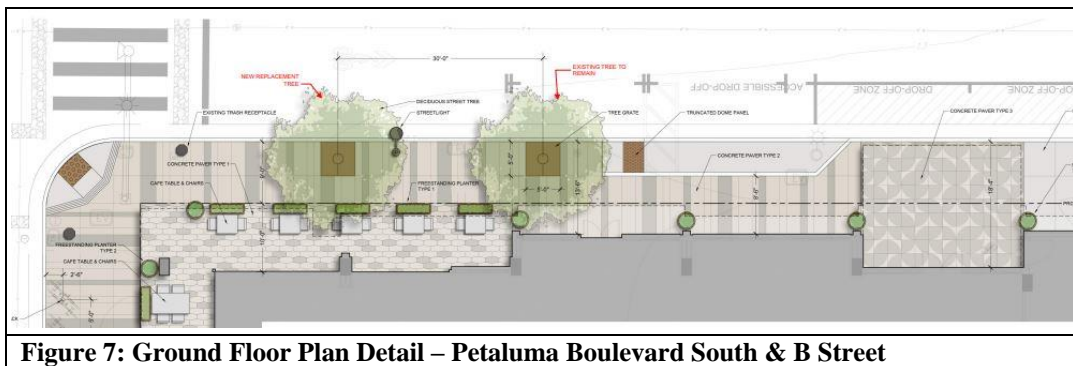 30'-0"
NEW REPLACEMENT
TREE
EXISTING TREE TO
REMAIN
DECIDUOUS STREET TREE
STREETLIGHT
ACCESSIBLE DROP-OFF
DROP-OFF ZONE
DROP-OFF ZONE
CONCRETE PAVER TYPE 3
EXISTING TRASH RECEPTACLE
TREE GRATE
TRUNCATED DOME PANEL
CONCRETE PAVER TYPE 1
CAFE TABLE & CHAIRS
FREESTANDING PLANTER
TYPE 1
CONCRETE PAVER TYPE 2
FREESTANDING PLANTER
TYPE 2
CAFE TABLE & CHAIRS
2'-6"
Figure 7: Ground Floor Plan Detail – Petaluma Boulevard South & B Street